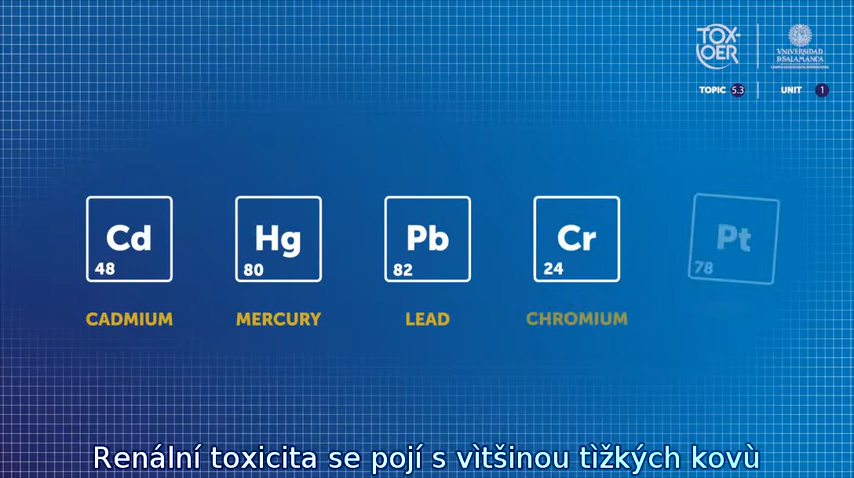 TOX-
OER
VNIVERSIDAD
D SALAMANCA
TOPIC 5.3 UNIT 1
Cd
48
Hg
80
Pb
82
Cr
24
Pt
78
CADMIUM MERCURY LEAD CHROMIUM
Renální toxicita se pojí s vìtšinou tìžkých kovù